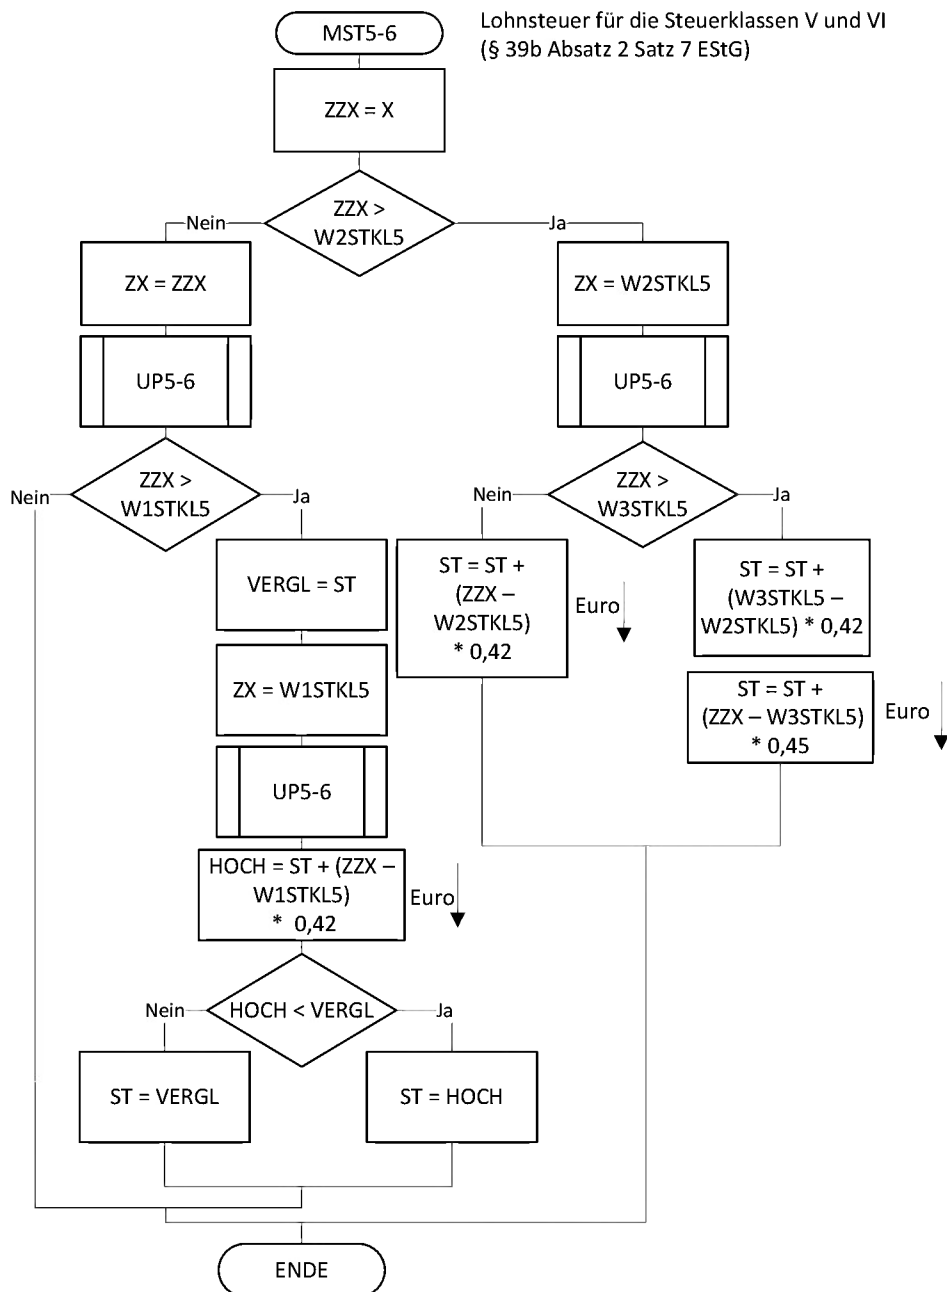 MST5-6
Lohnsteuer für die Steuerklassen V und VI
(§ 39b Absatz 2 Satz 7 EStG)
ZZX = X
ZZX >
W2STKL5
Nein
Ja
ZX = ZZX
UP5-6
ZZX >
W1STKL5
Nein
Ja
VERGL = ST
ZX = W1STKL5
UP5-6
HOCH = ST + (ZZX –
W1STKL5)
* 0,42
Euro
HOCH < VERGL
Nein
Ja
ST = VERGL
ST = HOCH
ZX = W2STKL5
UP5-6
ZZX >
W3STKL5
Nein
Ja
ST = ST +
(ZZX –
W2STKL5)
* 0,42
Euro
ST = ST +
(W3STKL5 –
W2STKL5) * 0,42
ST = ST +
(ZZX – W3STKL5)
* 0,45
Euro
ENDE